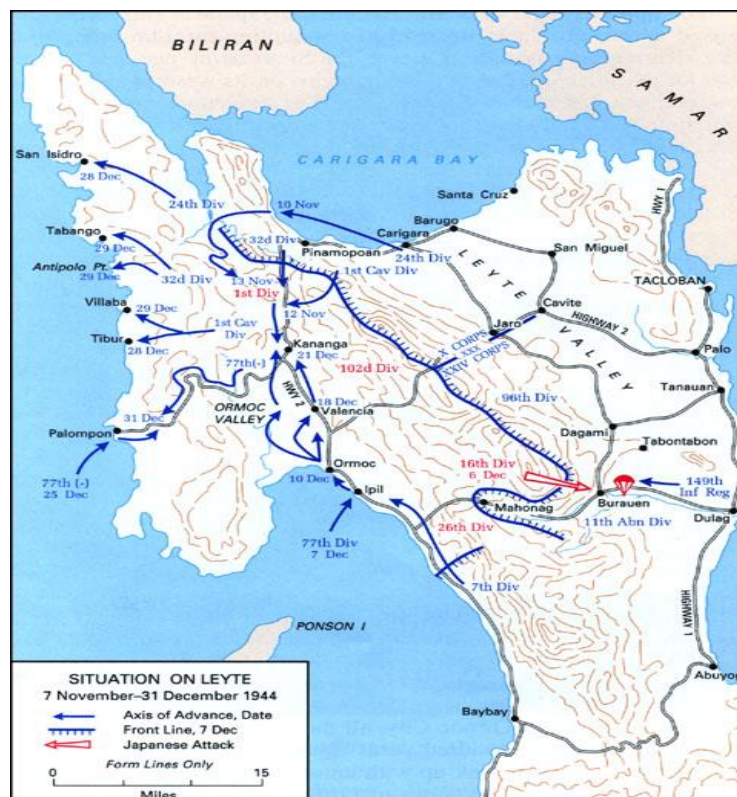 BILIRAN
SAMAR
CARIGARA BAY
San Isidro
28 Dec
24th Div
10 Nov
Santa Cruz
HWY 1
Barugo
Carigara
Tabango
29 Dec
32d Div
Pinamopoan
24th Div
San Miguel
Antipolo Pt.
29 Dec
32d Div
13 Nov
1st Cav Div
LEYTE
TACLOBAN
1st Div
Villaba
29 Dec
12 Nov
Cavite
1st Cav Div
Jaro
HIGHWAY 2
VALLEY
Tibur
28 Dec
Kananga
21 Dec
X CORPS
XXX
XXIV CORPS
Palo
77th(-)
102d Div
Tanauan
HWY 2
96th Div
31 Dec
ORMOC
VALLEY
18 Dec
Valencia
Palompon
Dagami
Tabontabon
77th (-)
25 Dec
Ormoc
10 Dec
16th Div
6 Dec
149th
Inf Reg
Ipil
Mahonag
Burauen
Dulag
77th Div
7 Dec
26th Div
11th Abn Div
7th Div
HIGHWAY 1
PONSON I
Abuyog
Baybay
SITUATION ON LEYTE
7 November–31 December 1944
Axis of Advance, Date
Front Line, 7 Dec
Japanese Attack
Form Lines Only
0 15
Miles